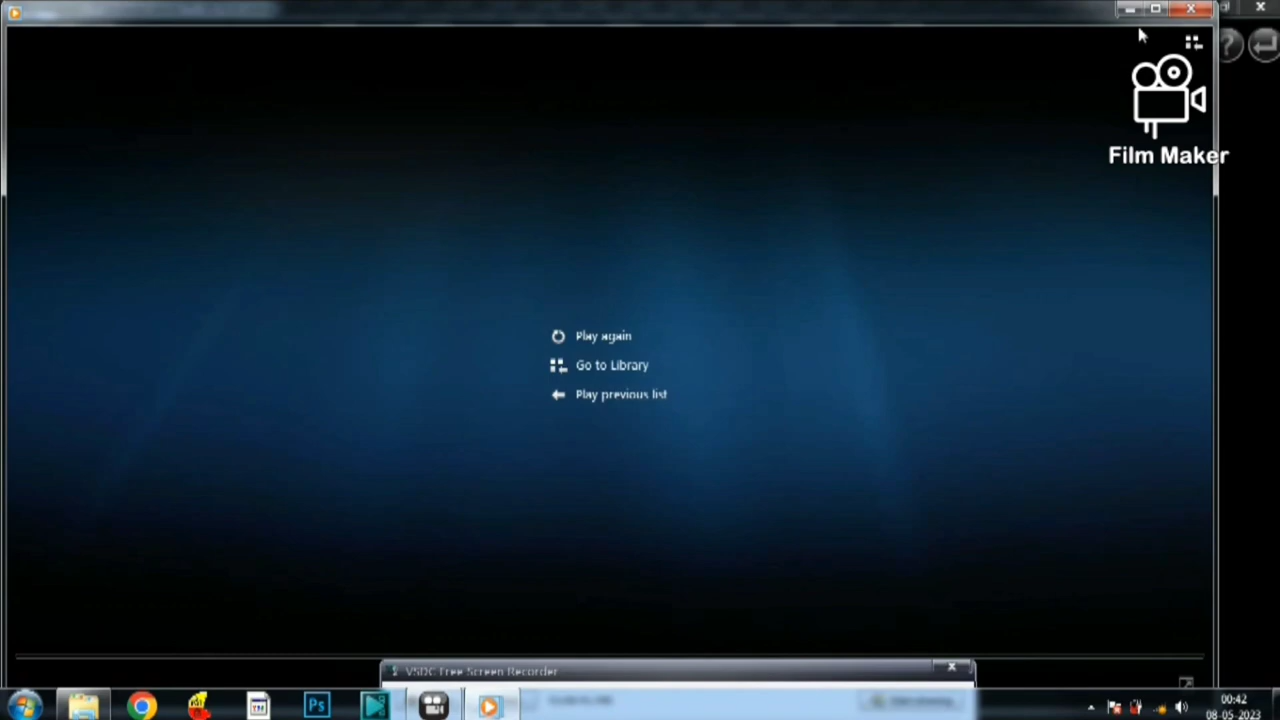 Film Maker
Play again
Go to Library
Play previous list
VSDC Free Screen Recorder
Ps
00:42
08-05-2023